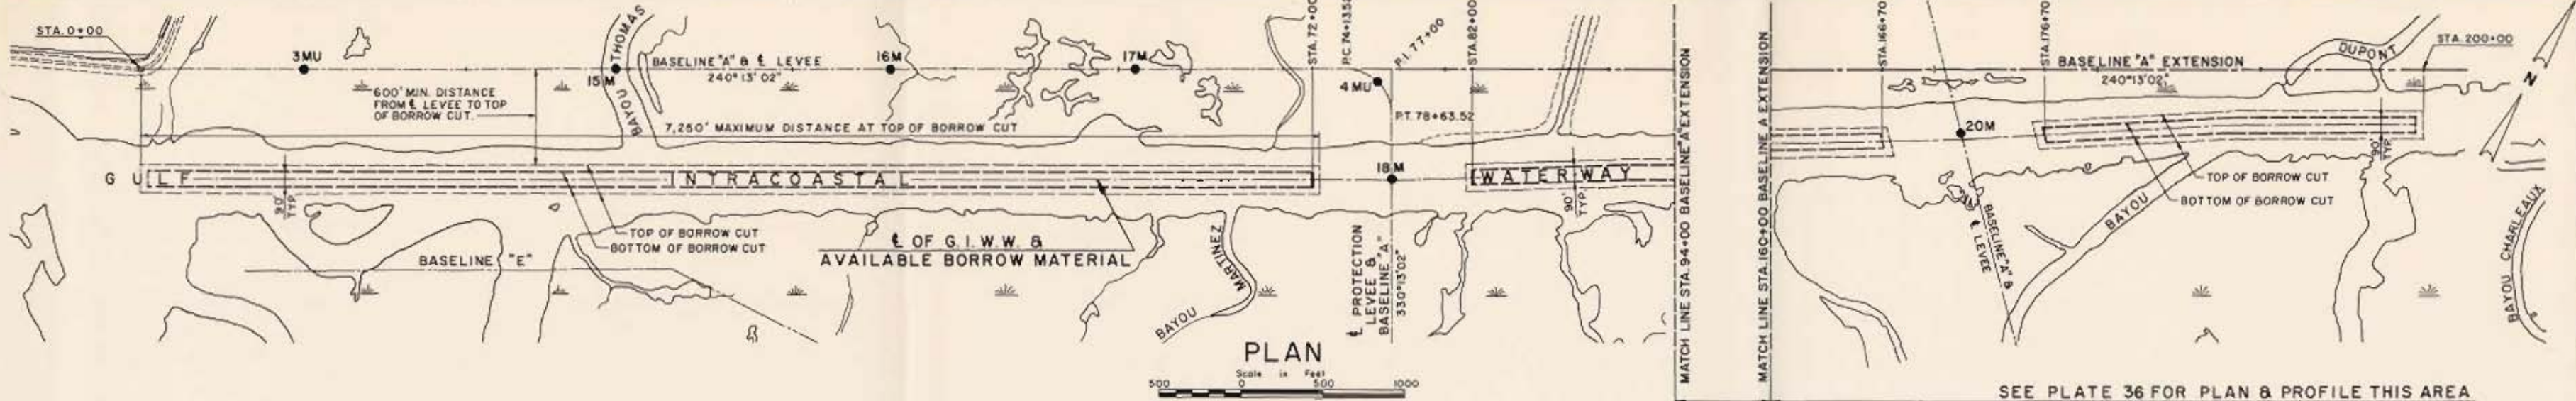 STA. 0+00
3MU
600' MIN. DISTANCE
FROM ℄ LEVEE TO TOP
OF BORROW CUT.
15M
BAYOU THOMAS
BASELINE "A" & ℄ LEVEE
240° 13' 02"
16M
17M
7,250' MAXIMUM DISTANCE AT TOP OF BORROW CUT
STA. 72+00
P.C. 74+13.52
P.I. 77+00
4 MU
P.T. 78+63.52
STA. 82+00
GULF INTRACOASTAL WATERWAY
18M
90'
TYP.
90'
TYP.
TOP OF BORROW CUT
BOTTOM OF BORROW CUT
BASELINE "E"
℄ OF G.I.W.W. &
AVAILABLE BORROW MATERIAL
BAYOU MARTINEZ
℄ PROTECTION
LEVEE &
BASELINE "A"
330°13'02"
MATCH LINE STA. 94+00 BASELINE "A" EXTENSION
MATCH LINE STA. 160+00 BASELINE A EXTENSION
STA. 166+70
STA. 176+70
BASELINE "A" EXTENSION
240°13'02"
DUPONT
STA. 200+00
N
20M
90'
TYP.
TOP OF BORROW CUT
BOTTOM OF BORROW CUT
BAYOU
BASELINE "A" &
℄ LEVEE
BAYOU CHARLEAUX
PLAN
Scale in Feet
500 0 500 1000
SEE PLATE 36 FOR PLAN & PROFILE THIS AREA